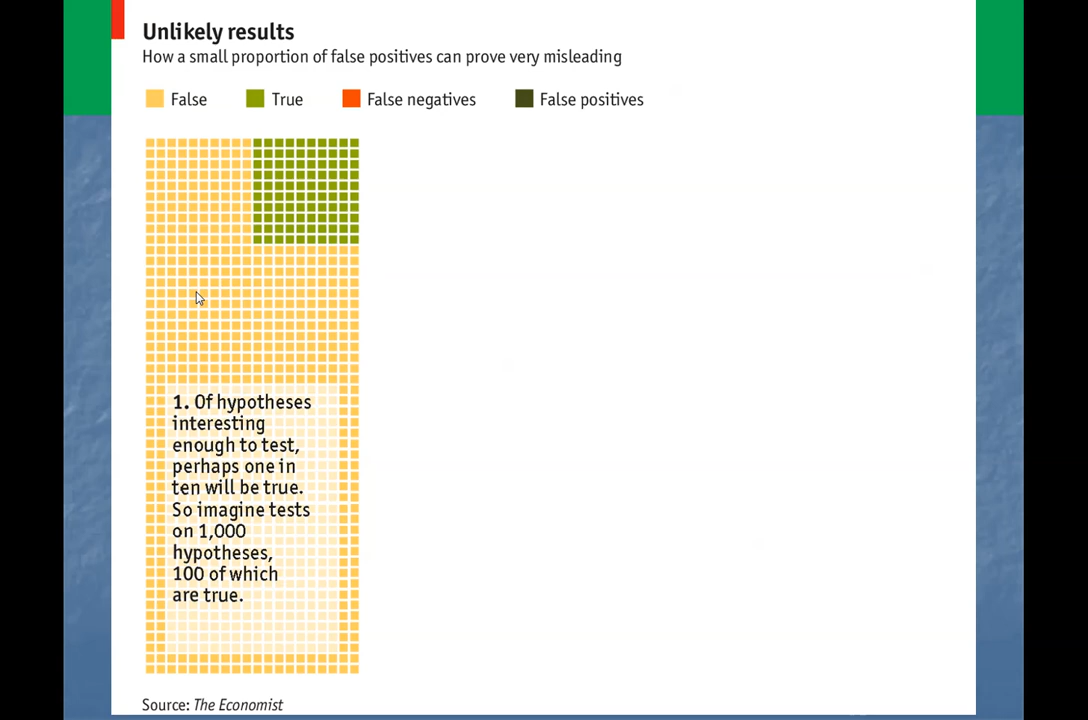 Unlikely results
How a small proportion of false positives can prove very misleading
False True False negatives False positives
1. Of hypotheses
interesting
enough to test,
perhaps one in
ten will be true.
So imagine tests
on 1,000
hypotheses,
100 of which
are true.
Source: The Economist